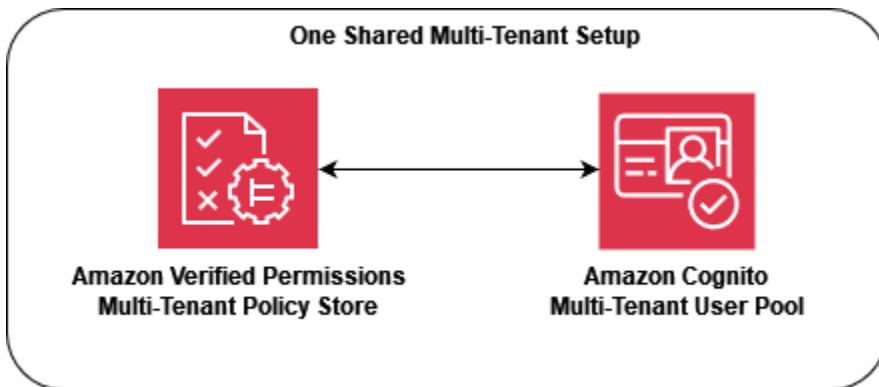 One Shared Multi-Tenant Setup
Amazon Verified Permissions
Multi-Tenant Policy Store
Amazon Cognito
Multi-Tenant User Pool